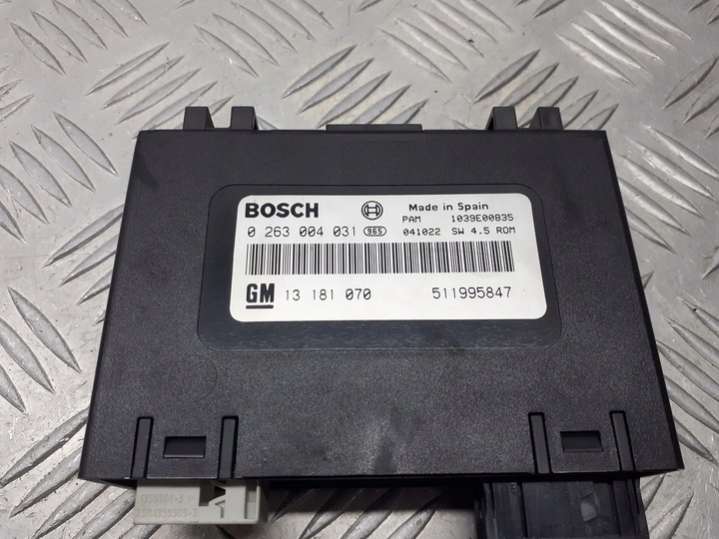 BOSCH Made in Spain
PAM 1039E00835
0 263 004 031 865 041022 SW 4.5 ROM
GM 13 181 070 511995847